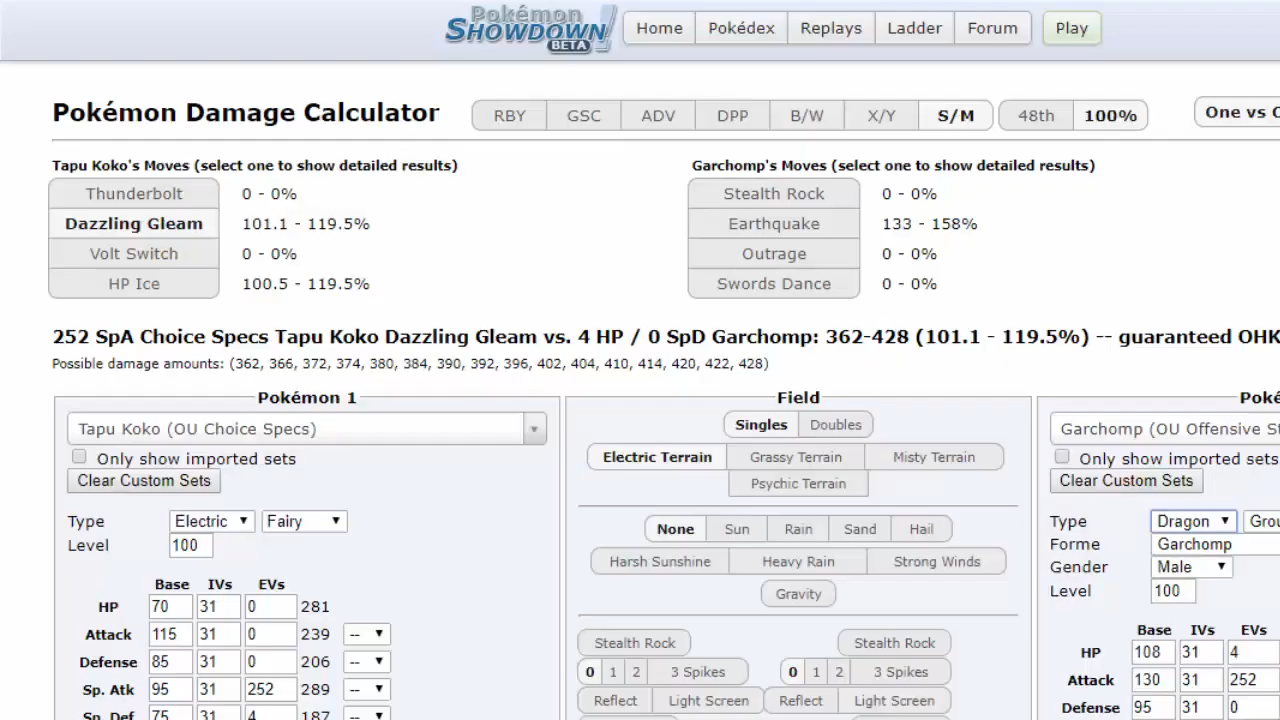 Pokémon SHOWDOWN! BETA
Home Pokédex Replays Ladder Forum Play
Pokémon Damage Calculator RBY GSC ADV DPP B/W X/Y S/M 48th 100% One vs
Tapu Koko's Moves (select one to show detailed results) Garchomp's Moves (select one to show detailed results)
Thunderbolt 0 - 0% Stealth Rock 0 - 0%
Dazzling Gleam 101.1 - 119.5% Earthquake 133 - 158%
Volt Switch 0 - 0% Outrage 0 - 0%
HP Ice 100.5 - 119.5% Swords Dance 0 - 0%
252 SpA Choice Specs Tapu Koko Dazzling Gleam vs. 4 HP / 0 SpD Garchomp: 362-428 (101.1 - 119.5%) -- guaranteed OHK
Possible damage amounts: (362, 366, 372, 374, 380, 384, 390, 392, 396, 402, 404, 410, 414, 420, 422, 428)
Pokémon 1 Field Poké
Tapu Koko (OU Choice Specs) Singles Doubles Garchomp (OU Offensive St
Only show imported sets Electric Terrain Grassy Terrain Misty Terrain Only show imported sets
Clear Custom Sets Psychic Terrain Clear Custom Sets
Type Electric Fairy None Sun Rain Sand Hail Type Dragon Grou
Level 100 Forme Garchomp
Harsh Sunshine Heavy Rain Strong Winds Gender Male
Base IVs EVs Gravity Level 100
HP 70 31 0 281
Attack 115 31 0 239 -- Stealth Rock Stealth Rock Base IVs EVs
Defense 85 31 0 206 -- 0 1 2 3 Spikes 0 1 2 3 Spikes HP 108 31 4
Sp. Atk 95 31 252 289 -- Reflect Light Screen Reflect Light Screen Attack 130 31 252
Sp. Def 75 31 4 187 -- Defense 95 31 0